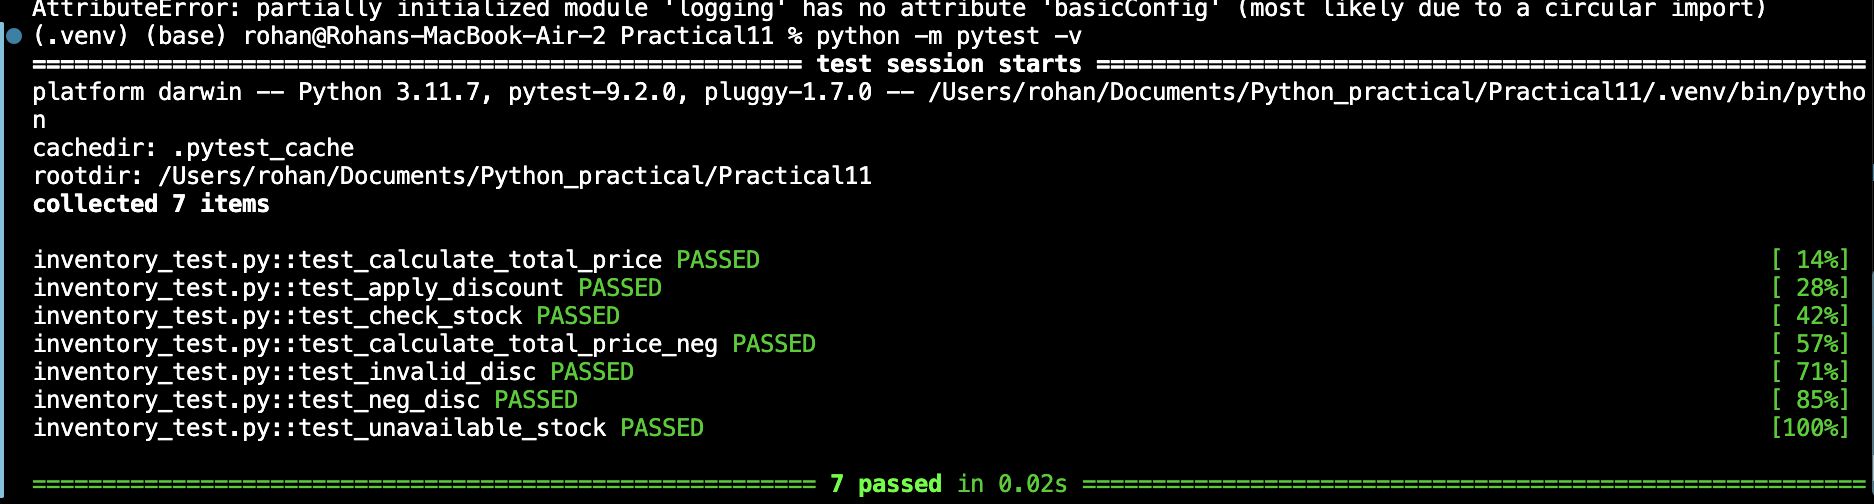 AttributeError: partially initialized module 'logging' has no attribute 'basicConfig' (most likely due to a circular import)
(.venv) (base) rohan@Rohans-MacBook-Air-2 Practical11 % python -m pytest -v
======================================================= test session starts =======================================================
platform darwin -- Python 3.11.7, pytest-9.2.0, pluggy-1.7.0 -- /Users/rohan/Documents/Python_practical/Practical11/.venv/bin/pytho
n
cachedir: .pytest_cache
rootdir: /Users/rohan/Documents/Python_practical/Practical11
collected 7 items
inventory_test.py::test_calculate_total_price PASSED [ 14%]
inventory_test.py::test_apply_discount PASSED [ 28%]
inventory_test.py::test_check_stock PASSED [ 42%]
inventory_test.py::test_calculate_total_price_neg PASSED [ 57%]
inventory_test.py::test_invalid_disc PASSED [ 71%]
inventory_test.py::test_neg_disc PASSED [ 85%]
inventory_test.py::test_unavailable_stock PASSED [100%]
======================================================== 7 passed in 0.02s ========================================================